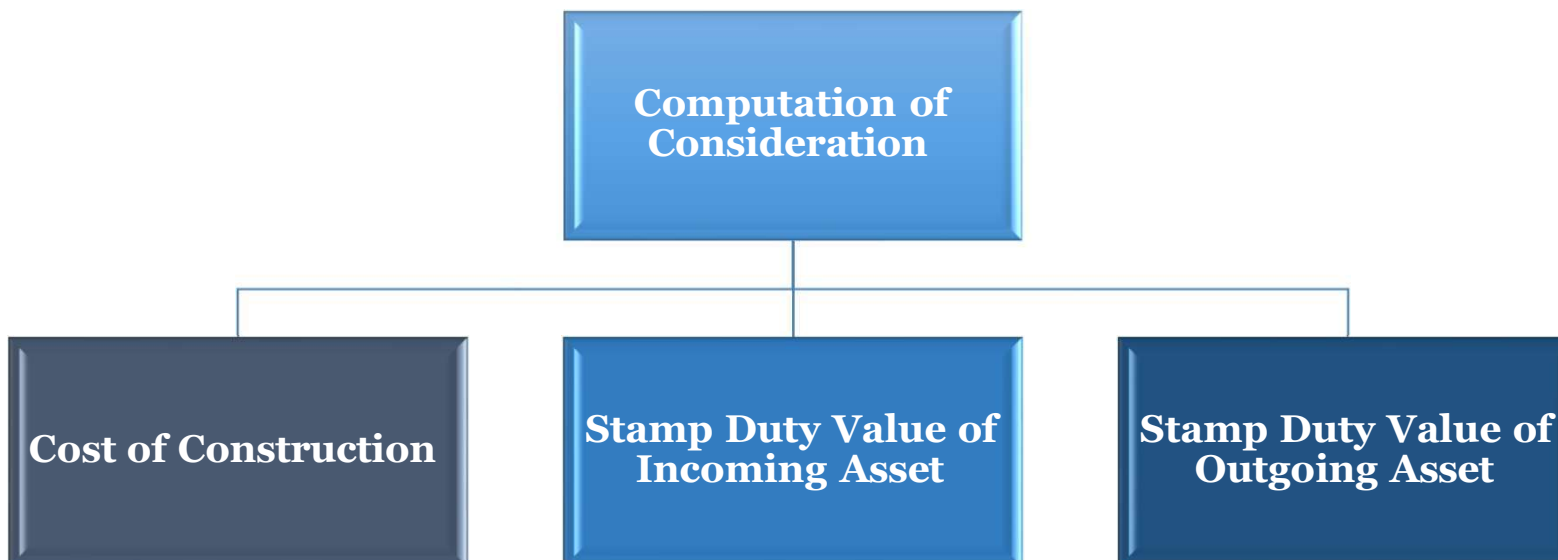 Computation of
Consideration
Cost of Construction
Stamp Duty Value of
Incoming Asset
Stamp Duty Value of
Outgoing Asset